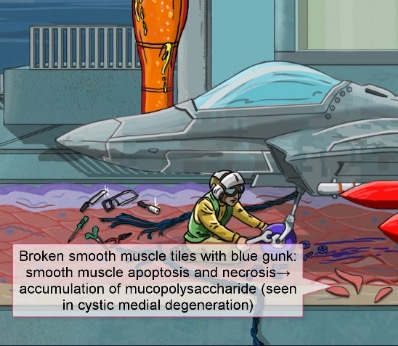 Broken smooth muscle tiles with blue gunk:
smooth muscle apoptosis and necrosis→
accumulation of mucopolysaccharide (seen
in cystic medial degeneration)